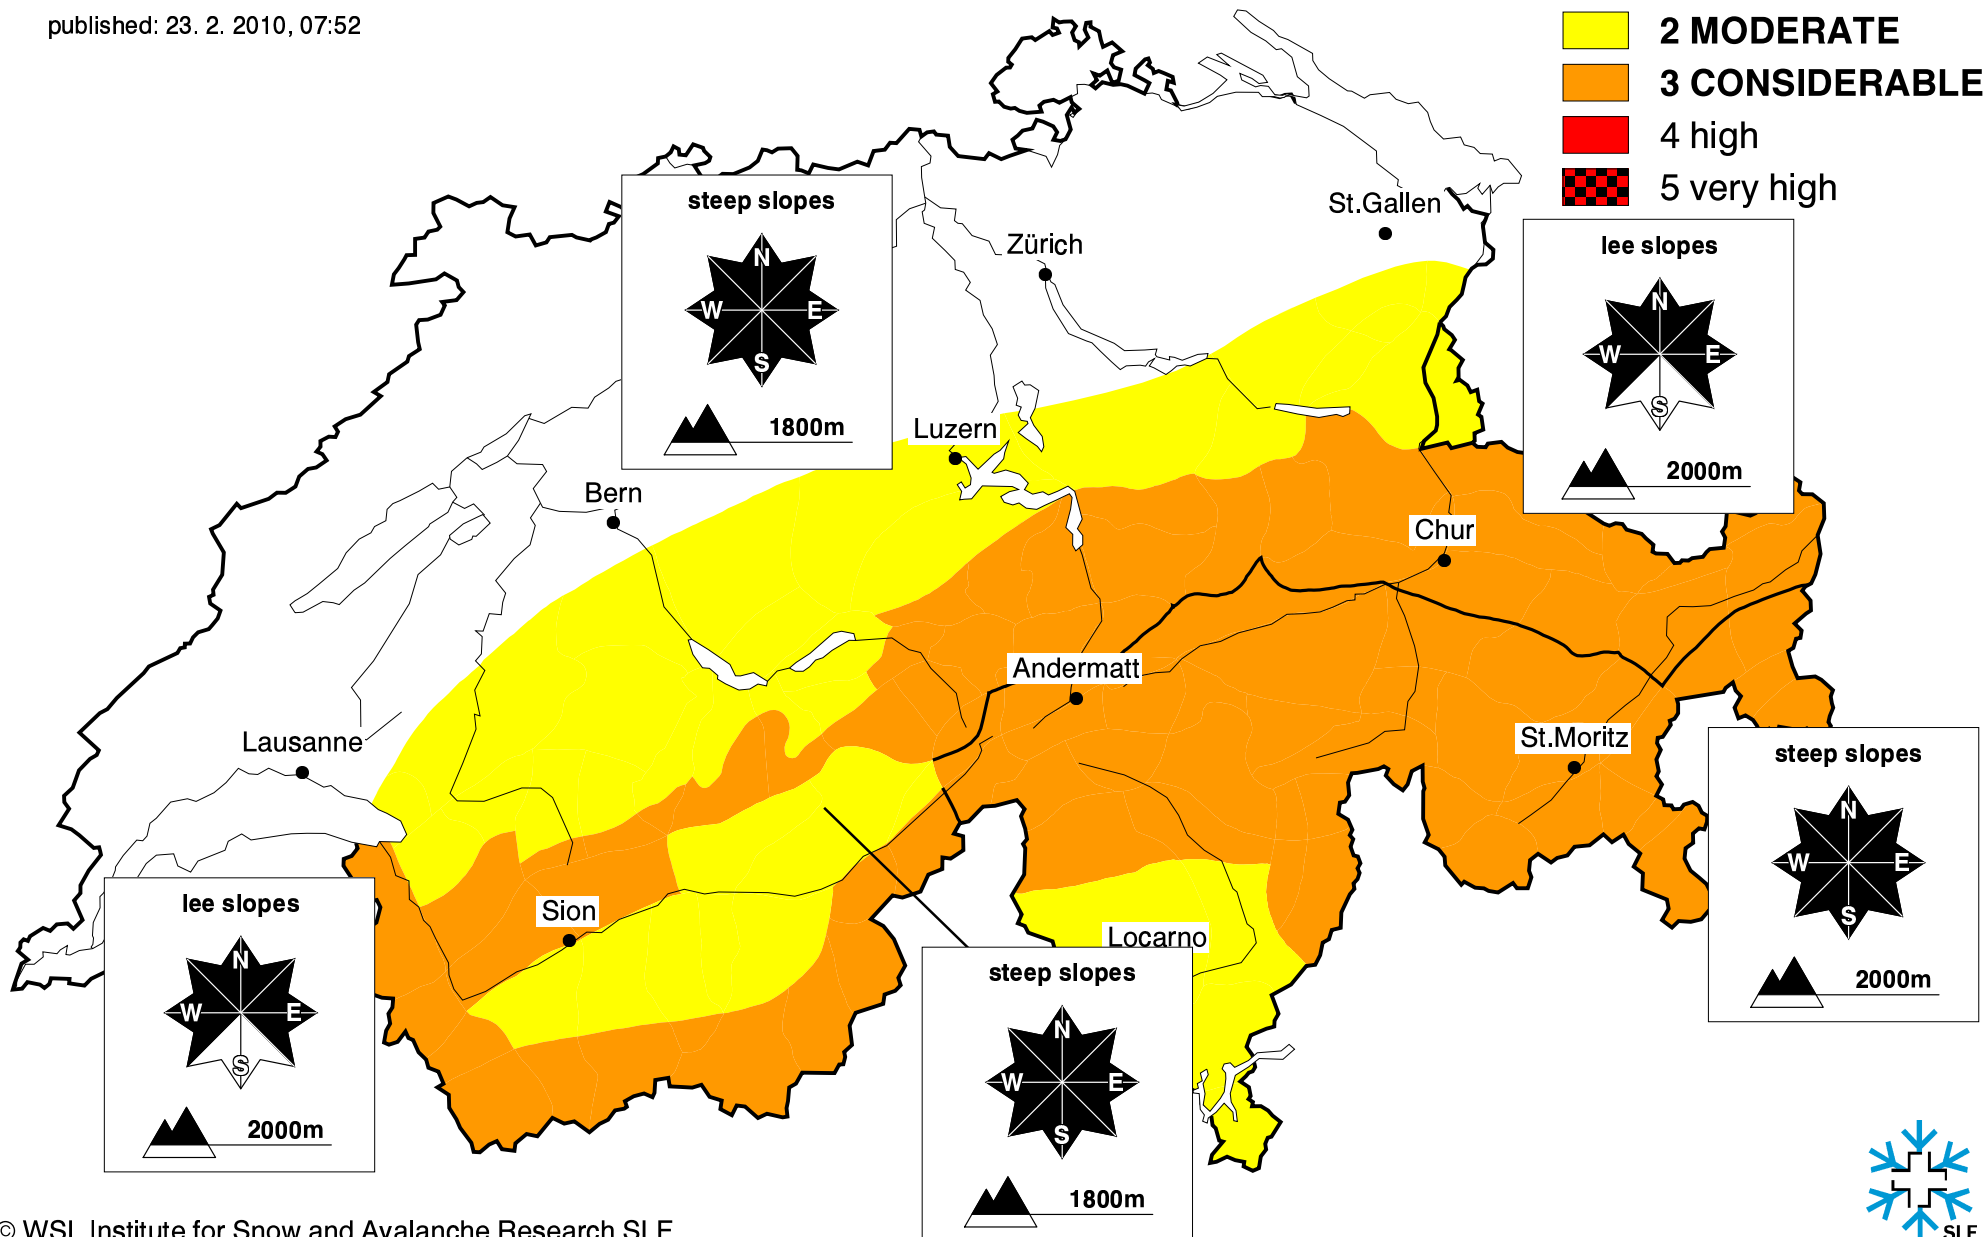 published: 23. 2. 2010, 07:52
2 MODERATE
3 CONSIDERABLE
4 high
5 very high
steep slopes
N
W E
S
1800m
St.Gallen
Zürich
lee slopes
N
W E
S
2000m
Luzern
Bern
Chur
Andermatt
Lausanne
St.Moritz
steep slopes
N
W E
S
2000m
lee slopes
N
W E
S
2000m
Sion
Locarno
steep slopes
N
W E
S
1800m
© WSL Institute for Snow and Avalanche Research SLF
SLF